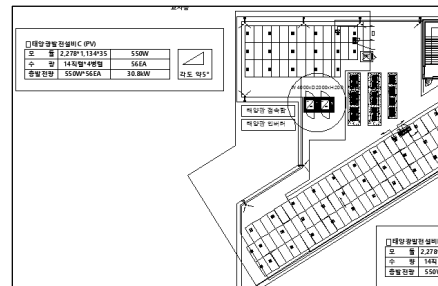 □태양광발전설비C (PV)
모 듈 2,278*1,134*35 550W
수 량 14직렬*4병렬 56EA
총발전량 550W*56EA 30.8kW
각도 약5°
태양광 접속함
태양광 인버터
□태양광발전설비
모 듈 2,278
수 량 14직
총발전량 550W